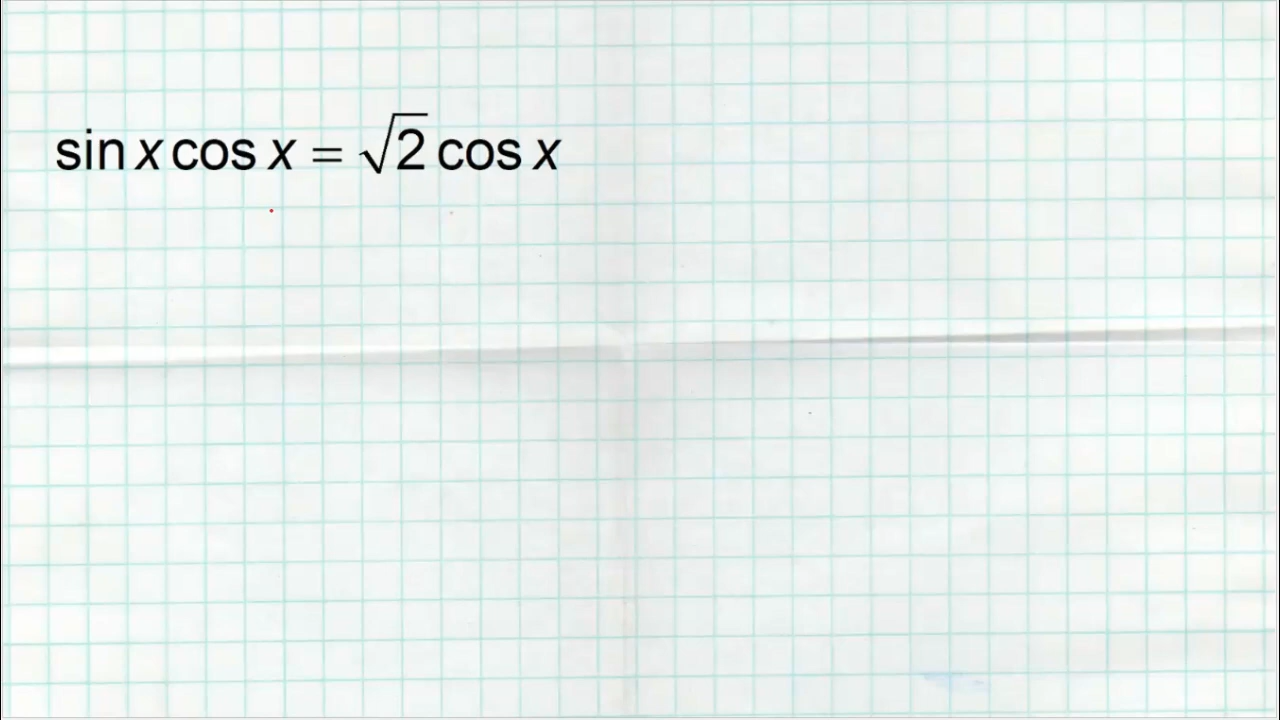 sin x cos x = √2 cos x